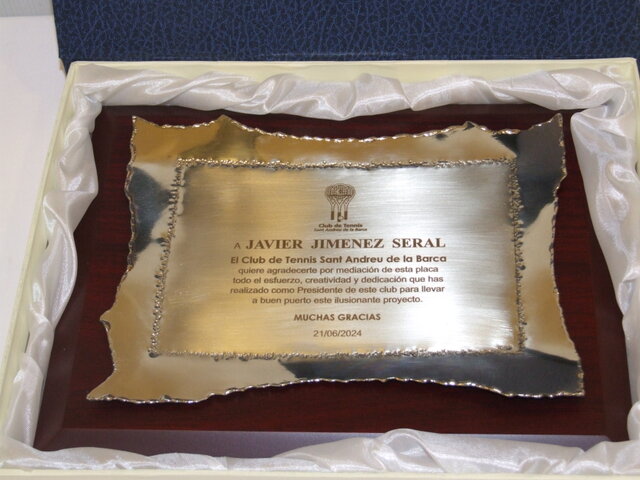 Club de Tennis
Sant Andreu de la Barca
A JAVIER JIMENEZ SERAL
El Club de Tennis Sant Andreu de la Barca
quiere agradecerte por mediación de esta placa
todo el esfuerzo, creatividad y dedicación que has
realizado como Presidente de este club para llevar
a buen puerto este ilusionante proyecto.
MUCHAS GRACIAS
21/06/2024